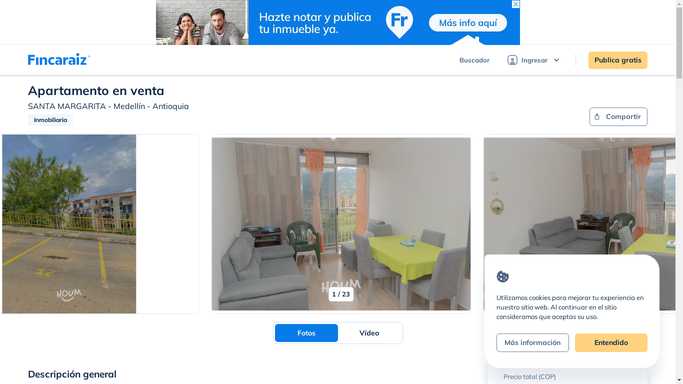 Hazte notar y publica
tu inmueble ya.
Fr
Más info aquí
Fincaraiz
Buscador
Ingresar
Publica gratis
Apartamento en venta
SANTA MARGARITA - Medellín - Antioquia
Inmobiliaria
Compartir
HOUM
HOUM
1 / 23
Utilizamos cookies para mejorar tu experiencia en
nuestro sitio web. Al continuar en el sitio
consideramos que aceptas su uso.
Más información
Entendido
Fotos
Vídeo
Descripción general
Precio total (COP)